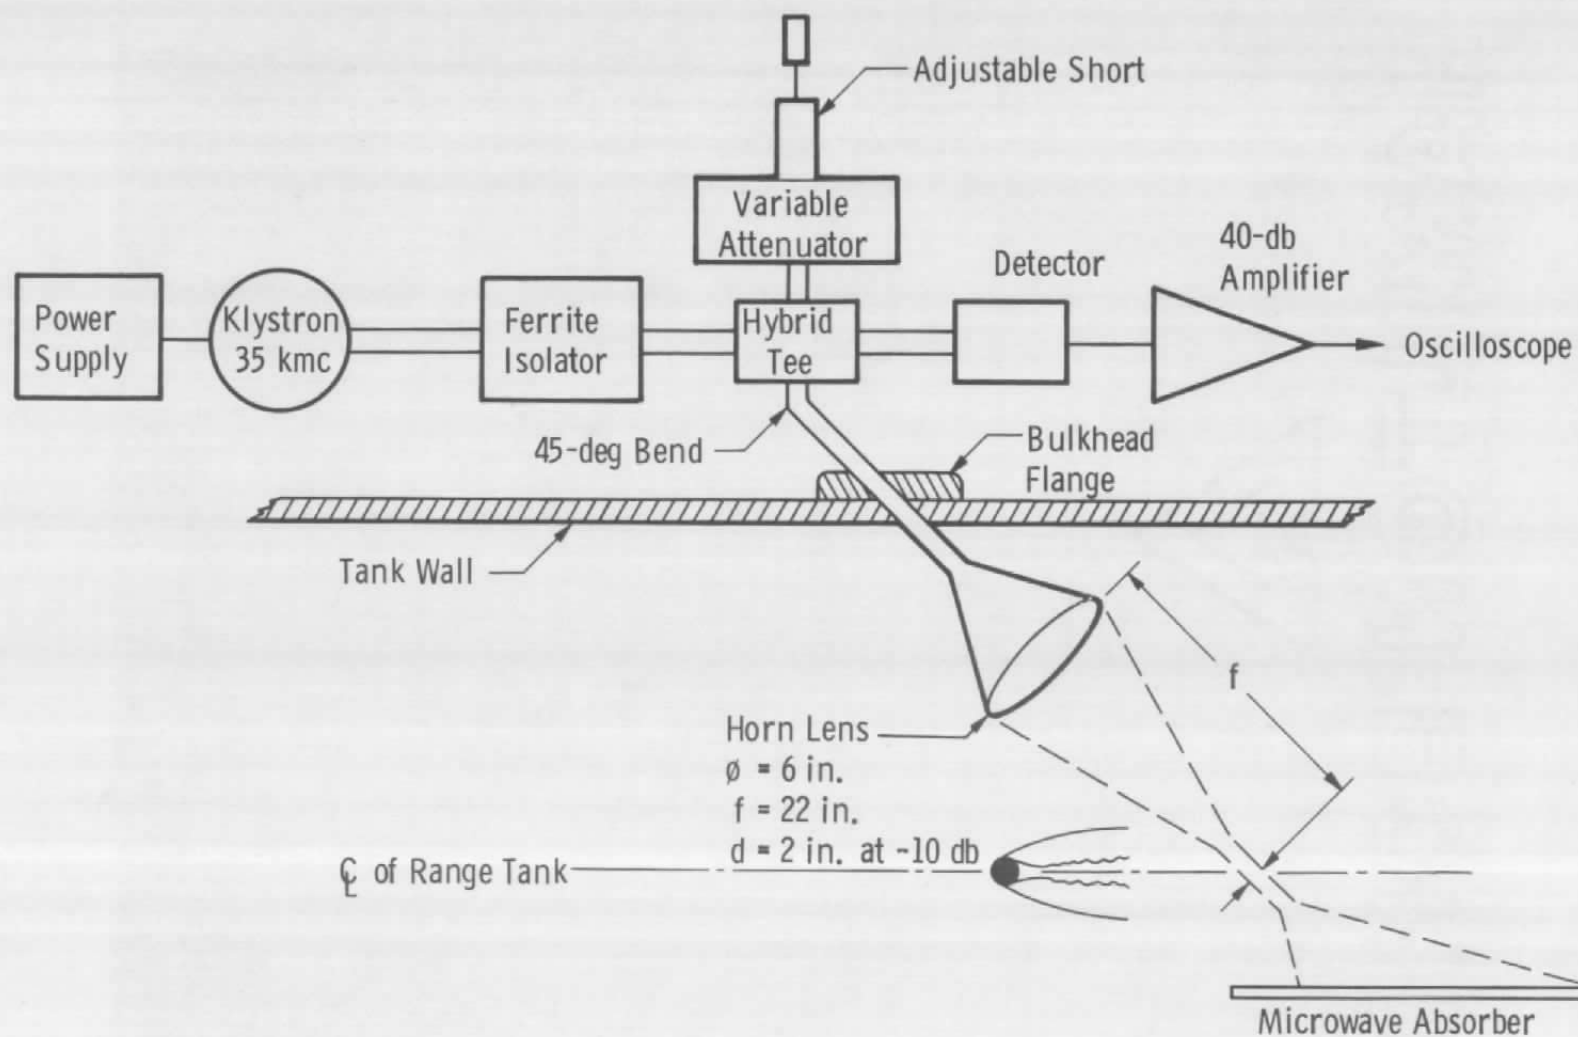 Adjustable Short
Variable
Attenuator
40-db
Amplifier
Detector
Power
Supply
Klystron
35 kmc
Ferrite
Isolator
Hybrid
Tee
Oscilloscope
45-deg Bend
Bulkhead
Flange
Tank Wall
f
Horn Lens
ø = 6 in.
f = 22 in.
d = 2 in. at -10 db
℄ of Range Tank
Microwave Absorber